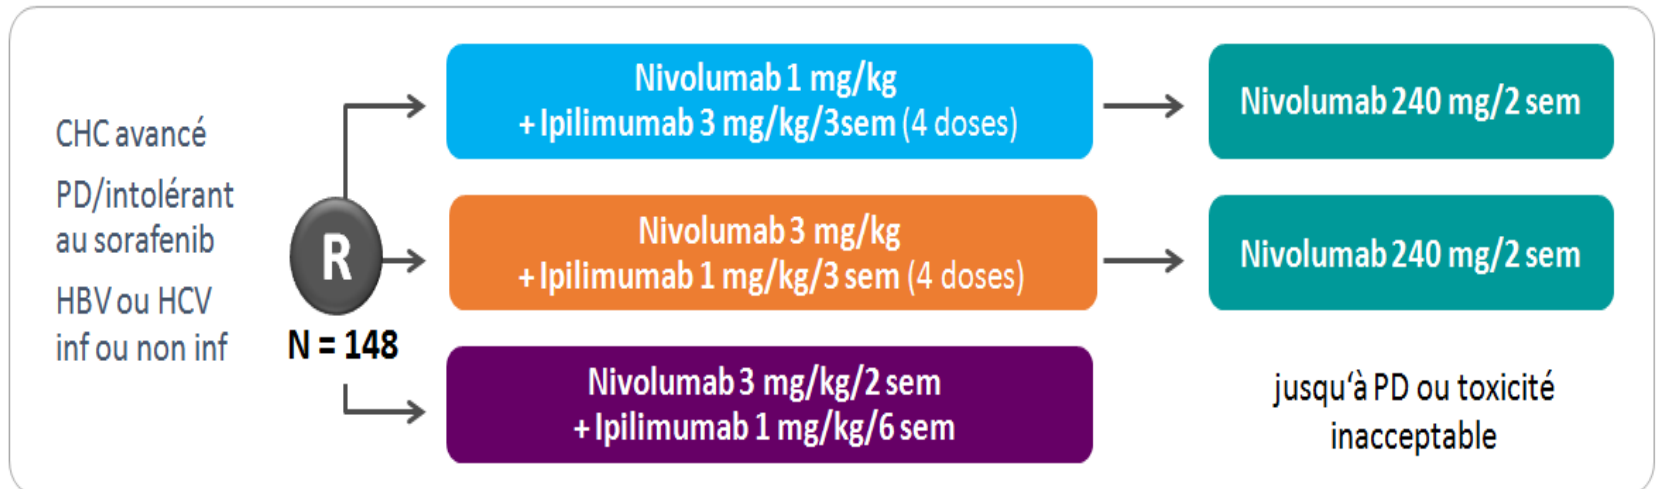 CHC avancé
PD/intolérant
au sorafenib
HBV ou HCV
inf ou non inf
R
N = 148
Nivolumab 1 mg/kg
+ Ipilimumab 3 mg/kg/3sem (4 doses)
Nivolumab 240 mg/2 sem
Nivolumab 3 mg/kg
+ Ipilimumab 1 mg/kg/3 sem (4 doses)
Nivolumab 240 mg/2 sem
Nivolumab 3 mg/kg/2 sem
+ Ipilimumab 1 mg/kg/6 sem
jusqu‘à PD ou toxicité
inacceptable